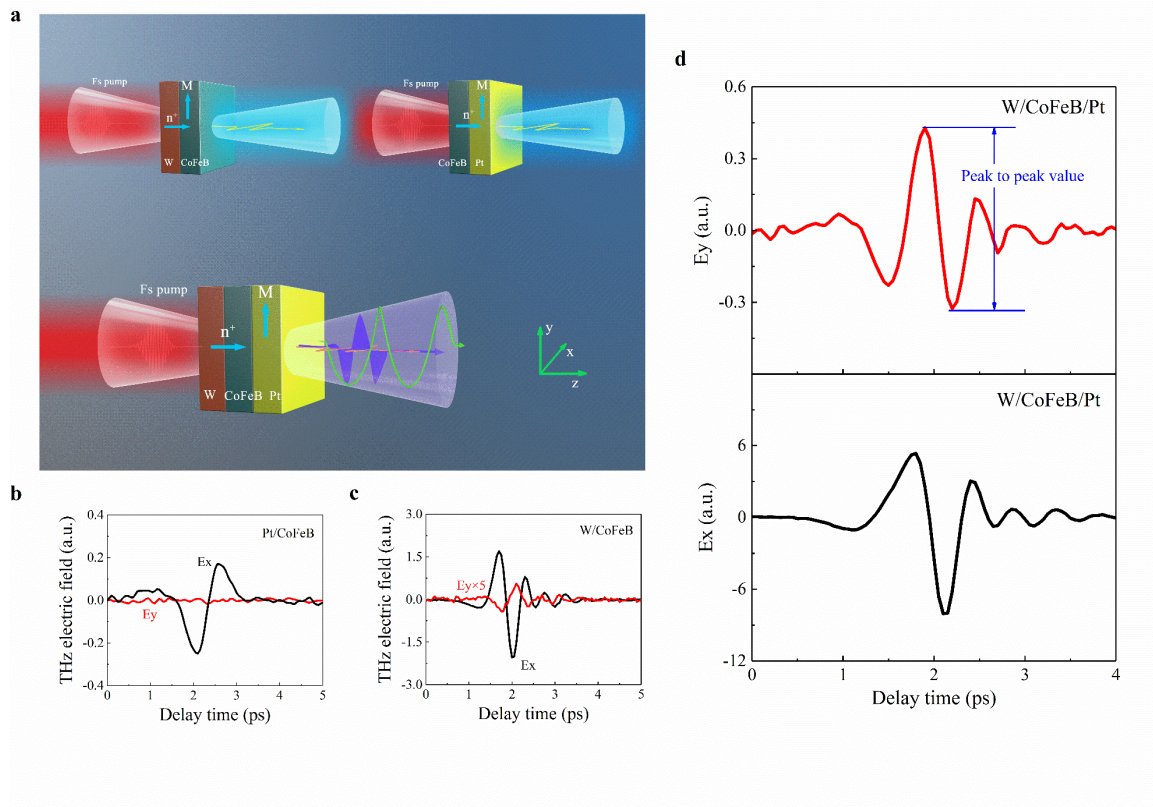 a
Fs pump
M
n+
W CoFeB
Fs pump
M
n+
CoFeB Pt
Fs pump
M
n+
W CoFeB Pt
y
x
z
b
THz electric field (a.u.)
0.4
0.2
0.0
-0.2
-0.4
Pt/CoFeB
Ex
Ey
0 1 2 3 4 5
Delay time (ps)
c
THz electric field (a.u.)
3.0
1.5
0.0
-1.5
-3.0
W/CoFeB
Ey×5
Ex
0 1 2 3 4 5
Delay time (ps)
d
Ey (a.u.)
0.6
0.3
0.0
-0.3
W/CoFeB/Pt
Peak to peak value
Ex (a.u.)
6
0
-6
-12
W/CoFeB/Pt
0 1 2 3 4
Delay time (ps)